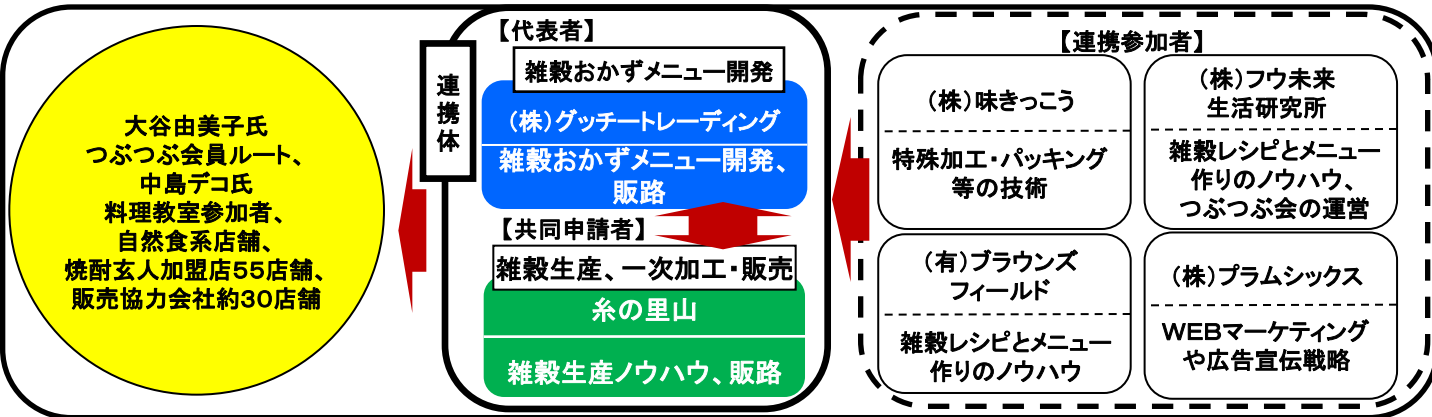 大谷由美子氏
つぶつぶ会員ルート、
中島デコ氏
料理教室参加者、
自然食系店舗、
焼酎玄人加盟店55店舗、
販売協力会社約30店舗
連携体
【代表者】
雑穀おかずメニュー開発
(株)グッチートレーディング
雑穀おかずメニュー開発、
販路
【共同申請者】
雑穀生産、一次加工・販売
糸の里山
雑穀生産ノウハウ、販路
【連携参加者】
(株)味きっこう
特殊加工・パッキング
等の技術
(株)フウ未来
生活研究所
雑穀レシピとメニュー
作りのノウハウ、
つぶつぶ会の運営
(有)ブラウンズ
フィールド
雑穀レシピとメニュー
作りのノウハウ
(株)プラムシックス
WEBマーケティング
や広告宣伝戦略